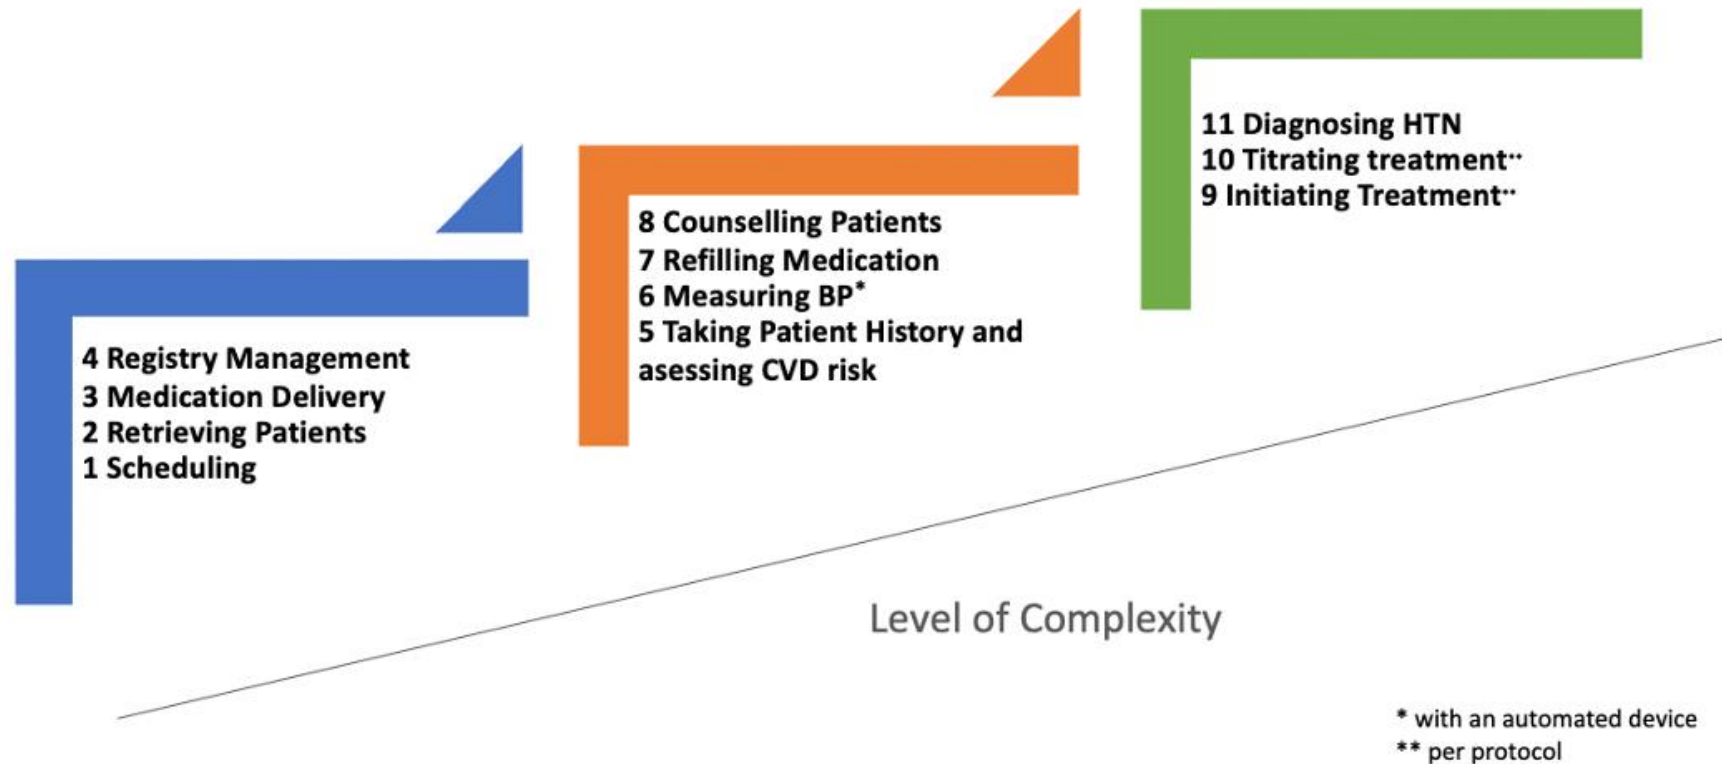 4 Registry Management
3 Medication Delivery
2 Retrieving Patients
1 Scheduling
8 Counselling Patients
7 Refilling Medication
6 Measuring BP*
5 Taking Patient History and
asessing CVD risk
11 Diagnosing HTN
10 Titrating treatment**
9 Initiating Treatment**
Level of Complexity
* with an automated device
** per protocol